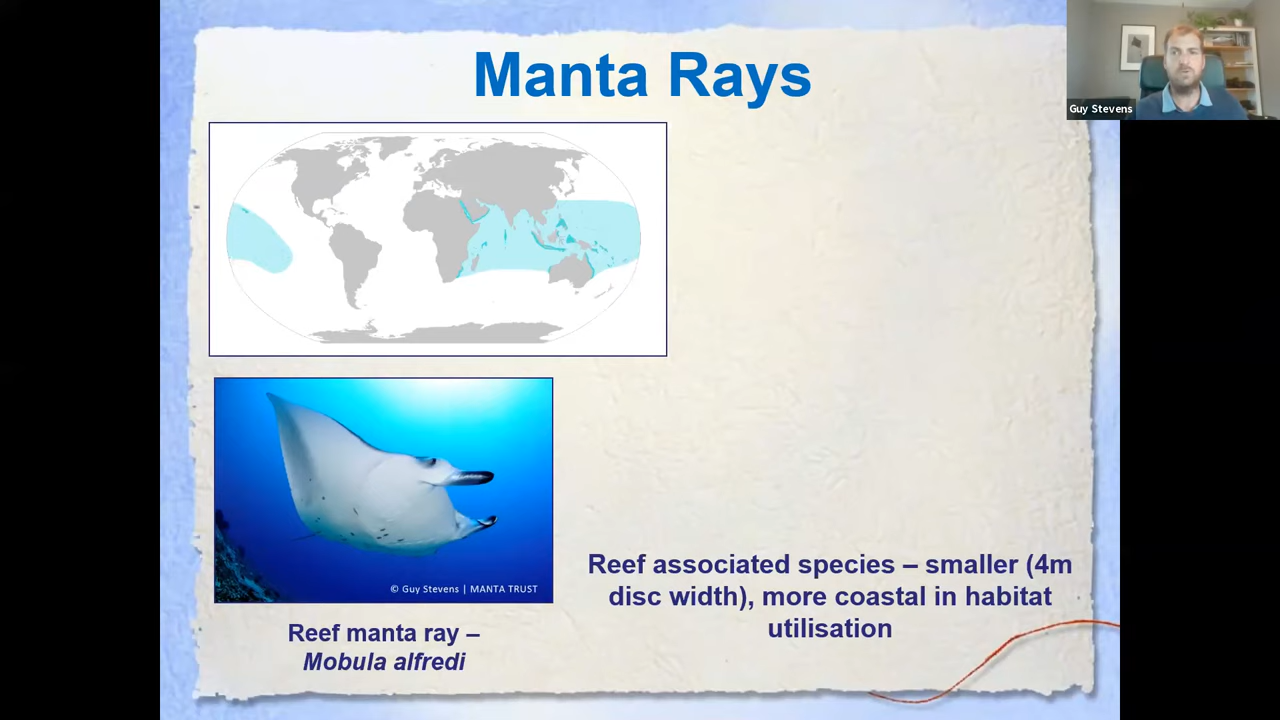 Manta Rays
Guy Stevens
© Guy Stevens | MANTA TRUST
Reef manta ray –
Mobula alfredi
Reef associated species – smaller (4m
disc width), more coastal in habitat
utilisation